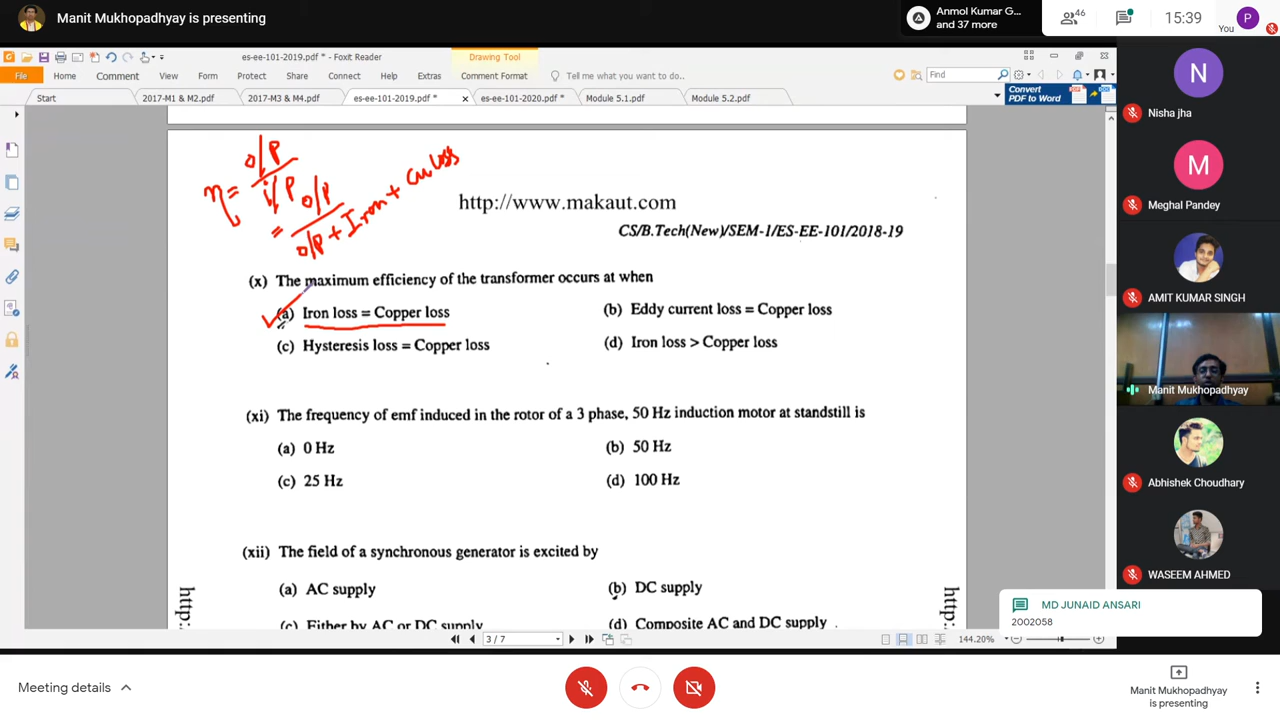 Manit Mukhopadhyay is presenting
Anmol Kumar G...
and 37 more
46
15:39
You
P
es-ee-101-2019.pdf * - Foxit Reader
Drawing Tool
File
Home
Comment
View
Form
Protect
Share
Connect
Help
Extras
Comment Format
Tell me what you want to do..
Find
Start
2017-M1 & M2.pdf
2017-M3 & M4.pdf
es-ee-101-2019.pdf *
es-ee-101-2020.pdf *
Module 5.1.pdf
Module 5.2.pdf
Convert
PDF to Word
η = o/p
i/p
= o/p
o/p + Iron + Cu loss
http://www.makaut.com
CS/B.Tech(New)/SEM-1/ES-EE-101/2018-19
(x) The maximum efficiency of the transformer occurs at when
(a) Iron loss = Copper loss
(b) Eddy current loss = Copper loss
(c) Hysteresis loss = Copper loss
(d) Iron loss > Copper loss
(xi) The frequency of emf induced in the rotor of a 3 phase, 50 Hz induction motor at standstill is
(a) 0 Hz
(b) 50 Hz
(c) 25 Hz
(d) 100 Hz
(xii) The field of a synchronous generator is excited by
(a) AC supply
(b) DC supply
(c) Either by AC or DC supply
(d) Composite AC and DC supply
http:
http:
3 / 7
144.20%
N
Nisha jha
M
Meghal Pandey
AMIT KUMAR SINGH
Manit Mukhopadhyay
Abhishek Choudhary
WASEEM AHMED
MD JUNAID ANSARI
2002058
Meeting details
Manit Mukhopadhyay
is presenting